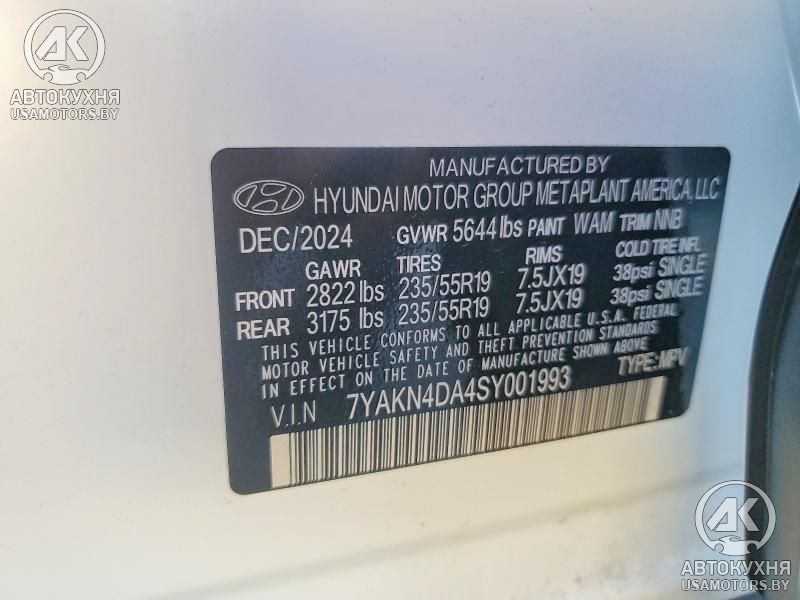 АК
АВТОКУХНЯ
USAMOTORS.BY
MANUFACTURED BY
HYUNDAI MOTOR GROUP METAPLANT AMERICA, LLC
DEC/2024 GVWR 5644 lbs PAINT WAM TRIM NNB
GAWR TIRES RIMS COLD TIRE INFL
FRONT 2822 lbs 235/55R19 7.5JX19 38psi SINGLE
REAR 3175 lbs 235/55R19 7.5JX19 38psi SINGLE
THIS VEHICLE CONFORMS TO ALL APPLICABLE U.S.A. FEDERAL
MOTOR VEHICLE SAFETY AND THEFT PREVENTION STANDARDS
IN EFFECT ON THE DATE OF MANUFACTURE SHOWN ABOVE
V.I.N 7YAKN4DA4SY001993 TYPE:MPV
АК
АВТОКУХНЯ
USAMOTORS.BY